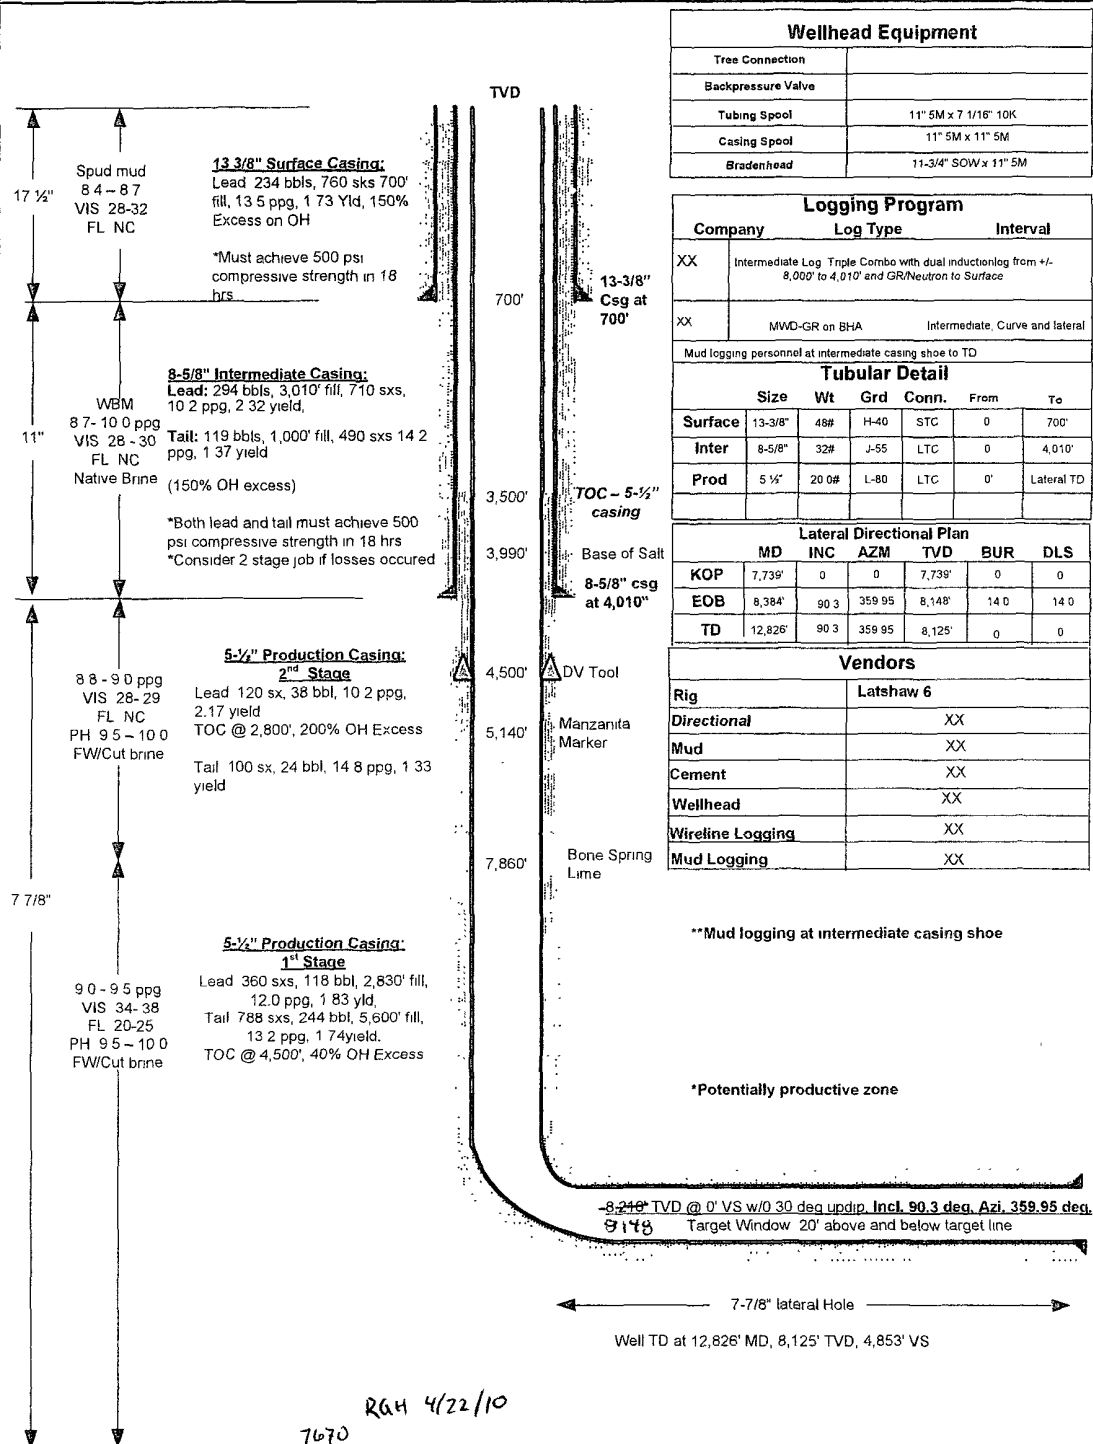 Wellhead Equipment
Tree Connection
Backpressure Valve
Tubing Spool 11" 5M x 7 1/16" 10K
Casing Spool 11" 5M x 11" 5M
Bradenhead 11-3/4" SOW x 11" 5M
TVD
17 ½"
Spud mud
8 4 – 8 7
VIS 28-32
FL NC
13 3/8" Surface Casing:
Lead 234 bbls, 760 sks 700'
fill, 13 5 ppg, 1 73 Yld, 150%
Excess on OH
*Must achieve 500 psi
compressive strength in 18
hrs
700'
13-3/8"
Csg at
700'
Logging Program
Company Log Type Interval
XX Intermediate Log Triple Combo with dual inductionlog from +/-
8,000' to 4,010' and GR/Neutron to Surface
XX MWD-GR on BHA Intermediate, Curve and lateral
Mud logging personnel at intermediate casing shoe to TD
Tubular Detail
Size Wt Grd Conn. From To
Surface 13-3/8" 48# H-40 STC 0 700'
Inter 8-5/8" 32# J-55 LTC 0 4,010'
Prod 5 ½" 20 0# L-80 LTC 0' Lateral TD
11"
WBM
8 7- 10 0 ppg
VIS 28 - 30
FL NC
Native Brine
8-5/8" Intermediate Casing:
Lead: 294 bbls, 3,010' fill, 710 sxs,
10 2 ppg, 2 32 yield,
Tail: 119 bbls, 1,000' fill, 490 sxs 14 2
ppg, 1 37 yield
(150% OH excess)
*Both lead and tail must achieve 500
psi compressive strength in 18 hrs
*Consider 2 stage job if losses occured
3,500'
TOC – 5-½"
casing
3,990'
Base of Salt
8-5/8" csg
at 4,010"
Lateral Directional Plan
MD INC AZM TVD BUR DLS
KOP 7,739' 0 0 7,739' 0 0
EOB 8,384' 90 3 359 95 8,148' 14 0 14 0
TD 12,826' 90 3 359 95 8,125' 0 0
Vendors
Rig Latshaw 6
Directional XX
Mud XX
Cement XX
Wellhead XX
Wireline Logging XX
Mud Logging XX
7 7/8"
8 8 - 9 0 ppg
VIS 28-29
FL NC
PH 9 5 – 10 0
FW/Cut brine
5-½" Production Casing:
2nd Stage
Lead 120 sx, 38 bbl, 10 2 ppg,
2.17 yield
TOC @ 2,800', 200% OH Excess
Tail 100 sx, 24 bbl, 14 8 ppg, 1 33
yield
4,500'
DV Tool
5,140'
Manzanita
Marker
7,860'
Bone Spring
Lime
9 0 - 9 5 ppg
VIS 34- 38
FL 20-25
PH 9 5 – 10 0
FW/Cut brine
5-½" Production Casing:
1st Stage
Lead 360 sxs, 118 bbl, 2,830' fill,
12.0 ppg, 1 83 yld,
Tail 788 sxs, 244 bbl, 5,600' fill,
13 2 ppg, 1 74yield.
TOC @ 4,500', 40% OH Excess
**Mud logging at intermediate casing shoe
*Potentially productive zone
8,210' TVD @ 0' VS w/0 30 deg updip, Incl. 90.3 deg, Azi, 359.95 deg.
8148 Target Window 20' above and below target line
7-7/8" lateral Hole
Well TD at 12,826' MD, 8,125' TVD, 4,853' VS
RGH 4/22/10
7670